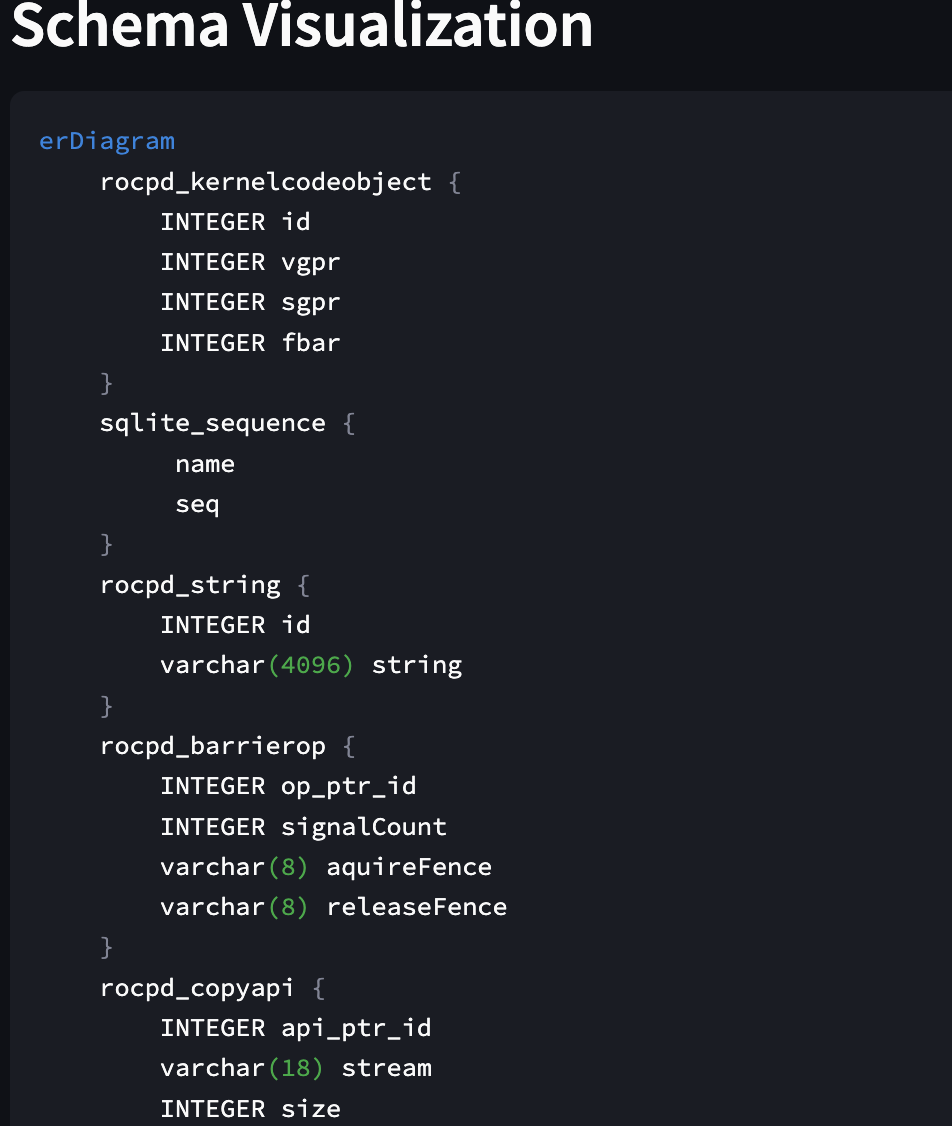 Schema Visualization
erDiagram
    rocpd_kernelcodeobject {
        INTEGER id
        INTEGER vgpr
        INTEGER sgpr
        INTEGER fbar
    }
    sqlite_sequence {
         name
         seq
    }
    rocpd_string {
        INTEGER id
        varchar(4096) string
    }
    rocpd_barrierop {
        INTEGER op_ptr_id
        INTEGER signalCount
        varchar(8) aquireFence
        varchar(8) releaseFence
    }
    rocpd_copyapi {
        INTEGER api_ptr_id
        varchar(18) stream
        INTEGER size